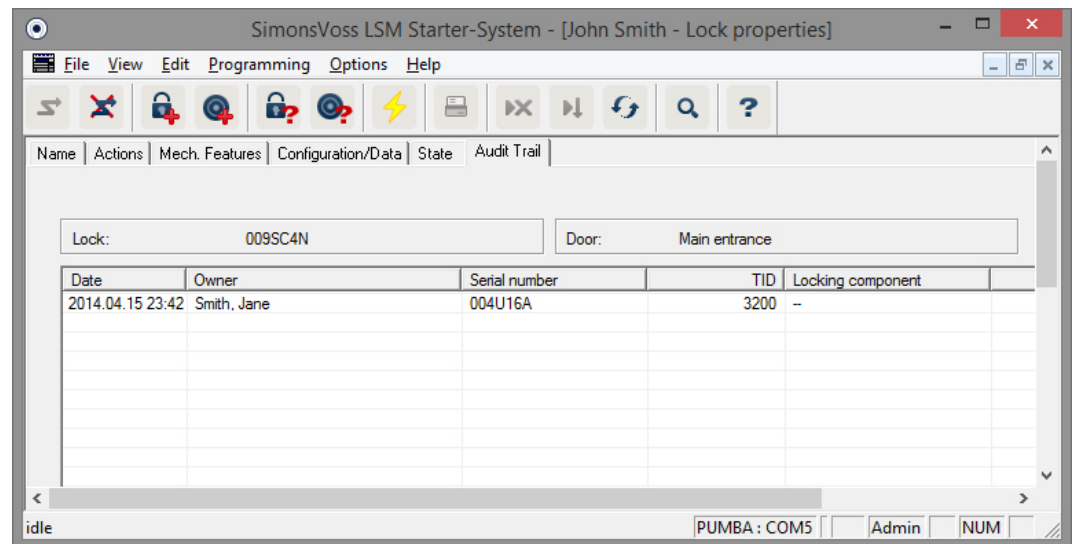 SimonsVoss LSM Starter-System - [John Smith - Lock properties]
File View Edit Programming Options Help
Name Actions Mech. Features Configuration/Data State Audit Trail
Lock: 009SC4N Door: Main entrance
Date Owner Serial number TID Locking component
2014.04.15 23:42 Smith, Jane 004U16A 3200 --
idle PUMBA : COM5 Admin NUM